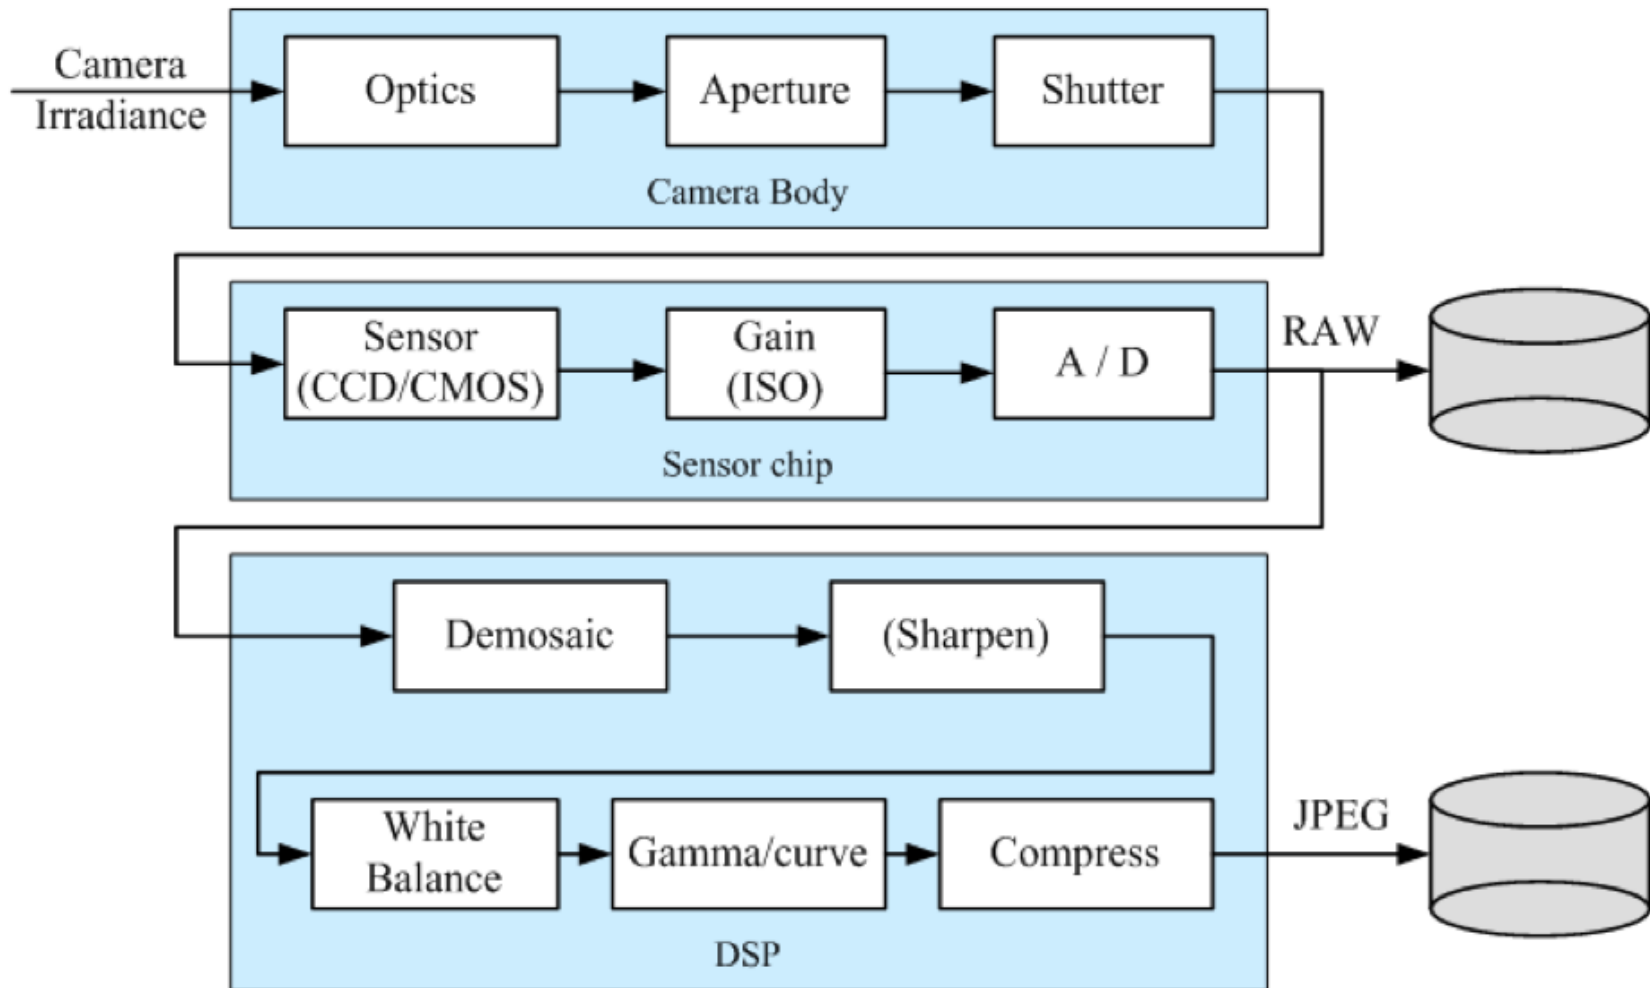 Camera
Irradiance
Optics
Aperture
Shutter
Camera Body
Sensor
(CCD/CMOS)
Gain
(ISO)
A / D
RAW
Sensor chip
Demosaic
(Sharpen)
White
Balance
Gamma/curve
Compress
JPEG
DSP